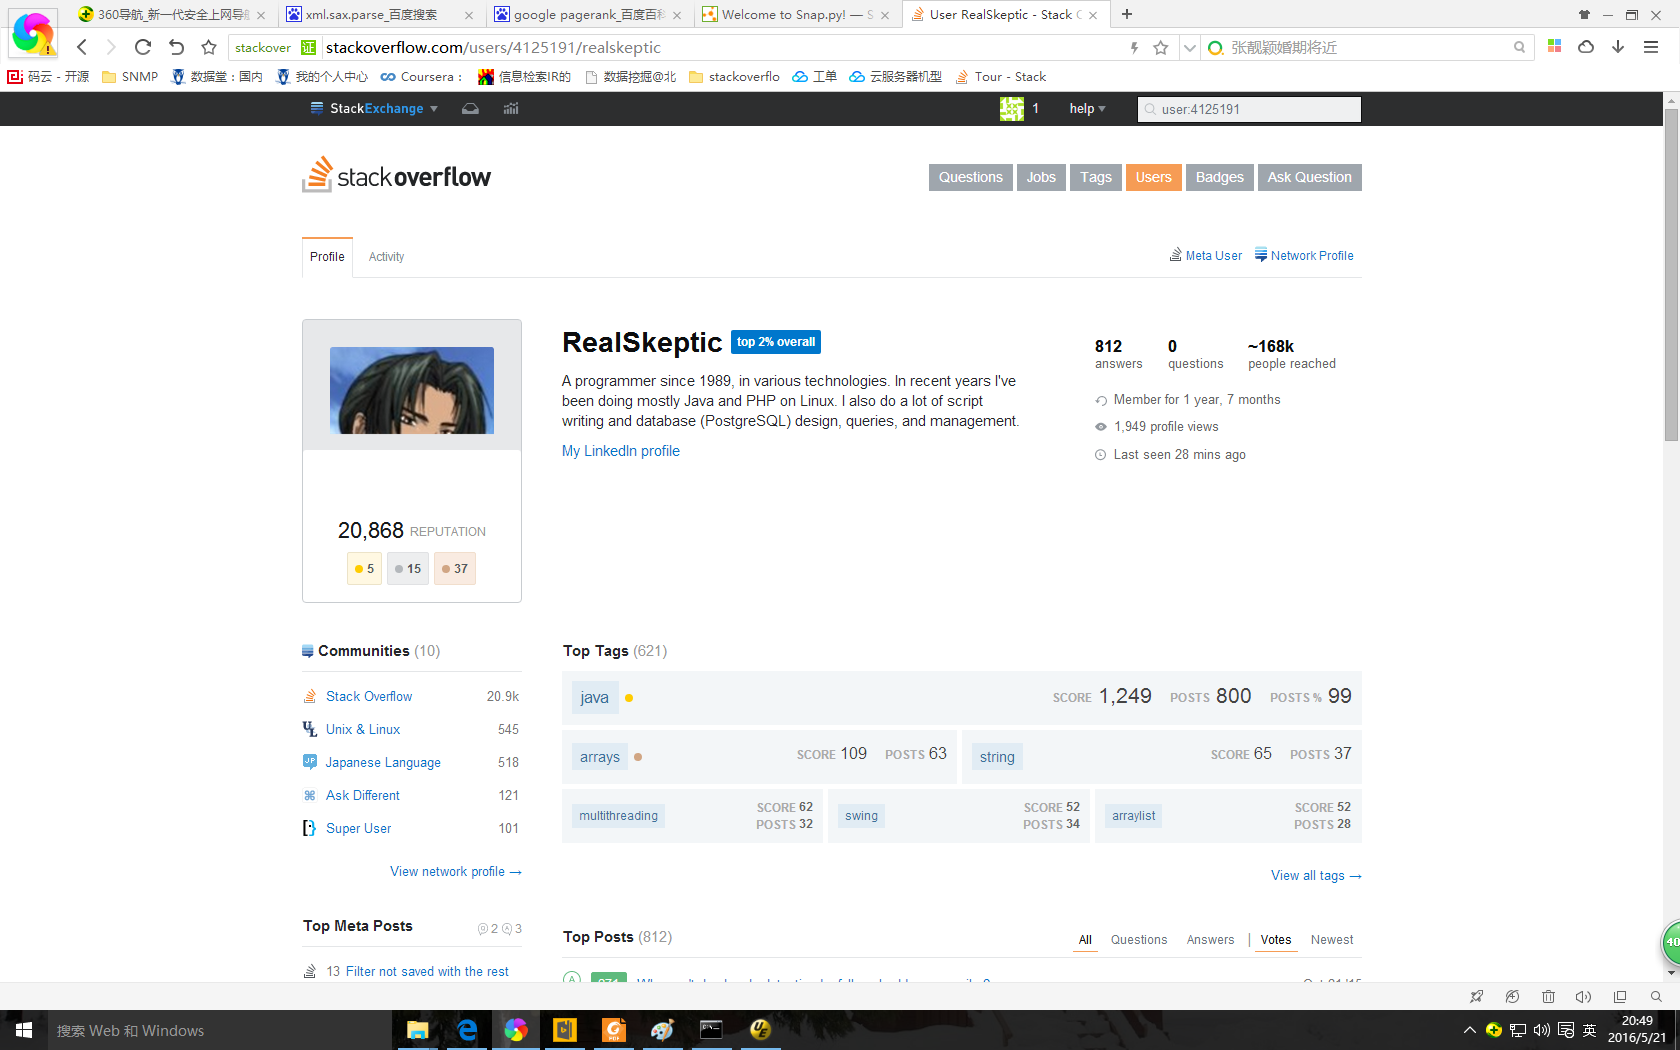 360导航_新一代安全上网导航
xml.sax.parse_百度搜索
google pagerank_百度百科
Welcome to Snap.py! — S
User RealSkeptic - Stack O
stackover
证
stackoverflow.com/users/4125191/realskeptic
张靓颖婚期将近
码云 - 开源
SNMP
数据堂：国内
我的个人中心
Coursera :
信息检索IR的
数据挖掘@北
stackoverflo
工单
云服务器机型
Tour - Stack
StackExchange
1
help
user:4125191
stackoverflow
Questions
Jobs
Tags
Users
Badges
Ask Question
Profile
Activity
Meta User
Network Profile
RealSkeptic
top 2% overall
812
answers
0
questions
~168k
people reached
A programmer since 1989, in various technologies. In recent years I've
been doing mostly Java and PHP on Linux. I also do a lot of script
writing and database (PostgreSQL) design, queries, and management.
My LinkedIn profile
Member for 1 year, 7 months
1,949 profile views
Last seen 28 mins ago
20,868 REPUTATION
5
15
37
Communities (10)
Stack Overflow 20.9k
Unix & Linux 545
Japanese Language 518
Ask Different 121
Super User 101
View network profile →
Top Tags (621)
java SCORE 1,249 POSTS 800 POSTS % 99
arrays SCORE 109 POSTS 63
string SCORE 65 POSTS 37
multithreading SCORE 62
POSTS 32
swing SCORE 52
POSTS 34
arraylist SCORE 52
POSTS 28
View all tags →
Top Meta Posts 2 3
13 Filter not saved with the rest
Top Posts (812)
All
Questions
Answers
Votes
Newest
40
搜索 Web 和 Windows
英
20:49
2016/5/21